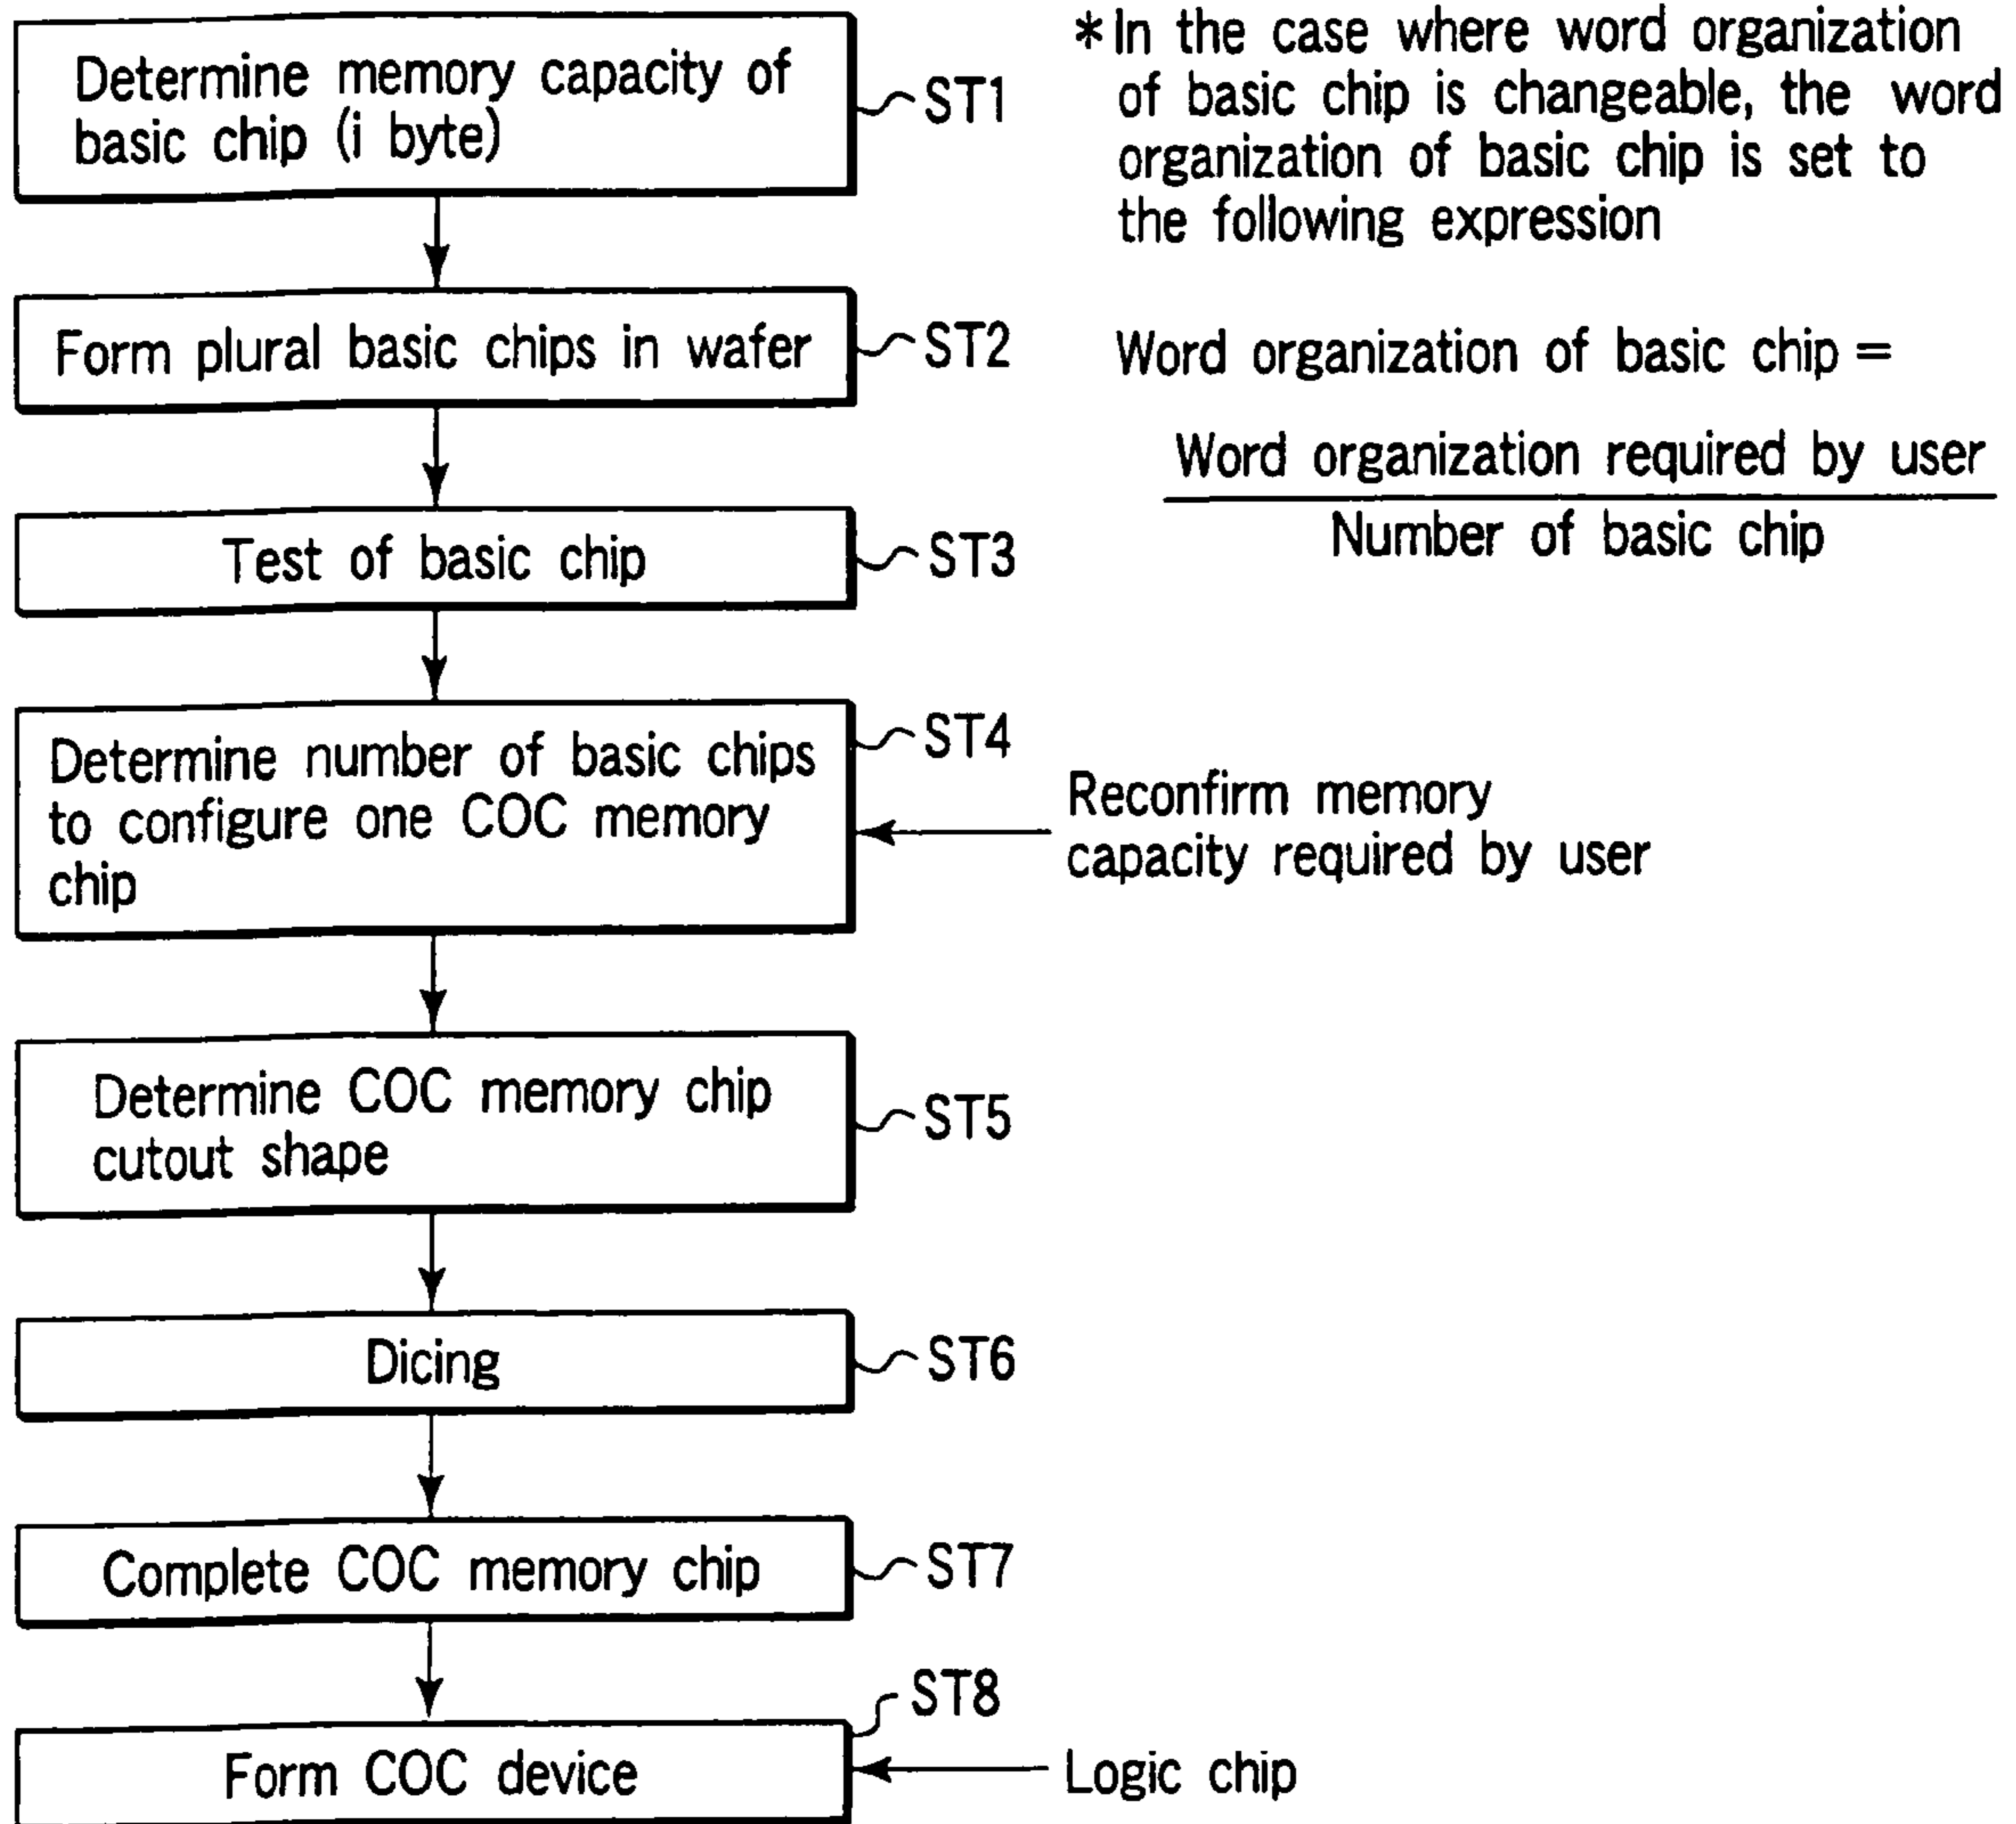 Determine memory capacity of
basic chip (i byte)
ST1
Form plural basic chips in wafer
ST2
Test of basic chip
ST3
Determine number of basic chips
to configure one COC memory
chip
ST4
Reconfirm memory
capacity required by user
Determine COC memory chip
cutout shape
ST5
Dicing
ST6
Complete COC memory chip
ST7
Form COC device
ST8
Logic chip
*In the case where word organization
of basic chip is changeable, the word
organization of basic chip is set to
the following expression
Word organization of basic chip =
Word organization required by user
Number of basic chip